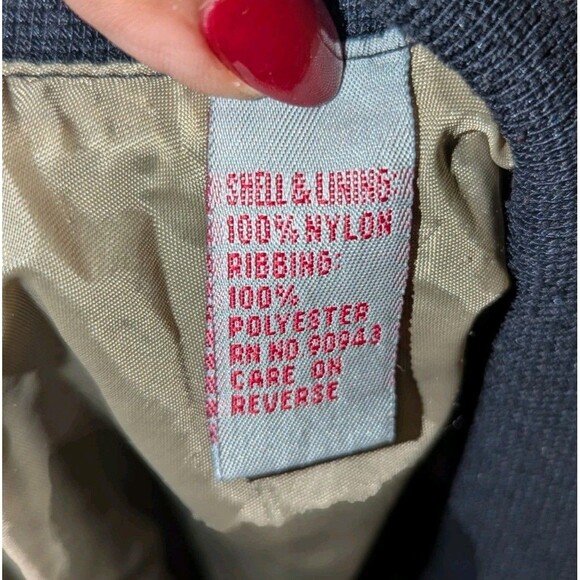 SHELL & LINING:
100% NYLON
RIBBING:
100%
POLYESTER
RN NO 90943
CARE ON
REVERSE